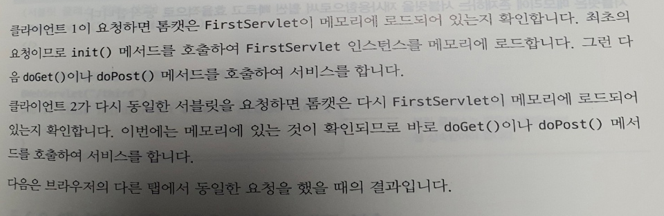 클라이언트 1이 요청하면 톰캣은 FirstServlet이 메모리에 로드되어 있는지 확인합니다. 최초의
요청이므로 init() 메서드를 호출하여 FirstServlet 인스턴스를 메모리에 로드합니다. 그런 다
음 doGet()이나 doPost() 메서드를 호출하여 서비스를 합니다.
클라이언트 2가 다시 동일한 서블릿을 요청하면 톰캣은 다시 FirstServlet이 메모리에 로드되어
있는지 확인합니다. 이번에는 메모리에 있는 것이 확인되므로 바로 doGet()이나 doPost() 메서
드를 호출하여 서비스를 합니다.
다음은 브라우저의 다른 탭에서 동일한 요청을 했을 때의 결과입니다.